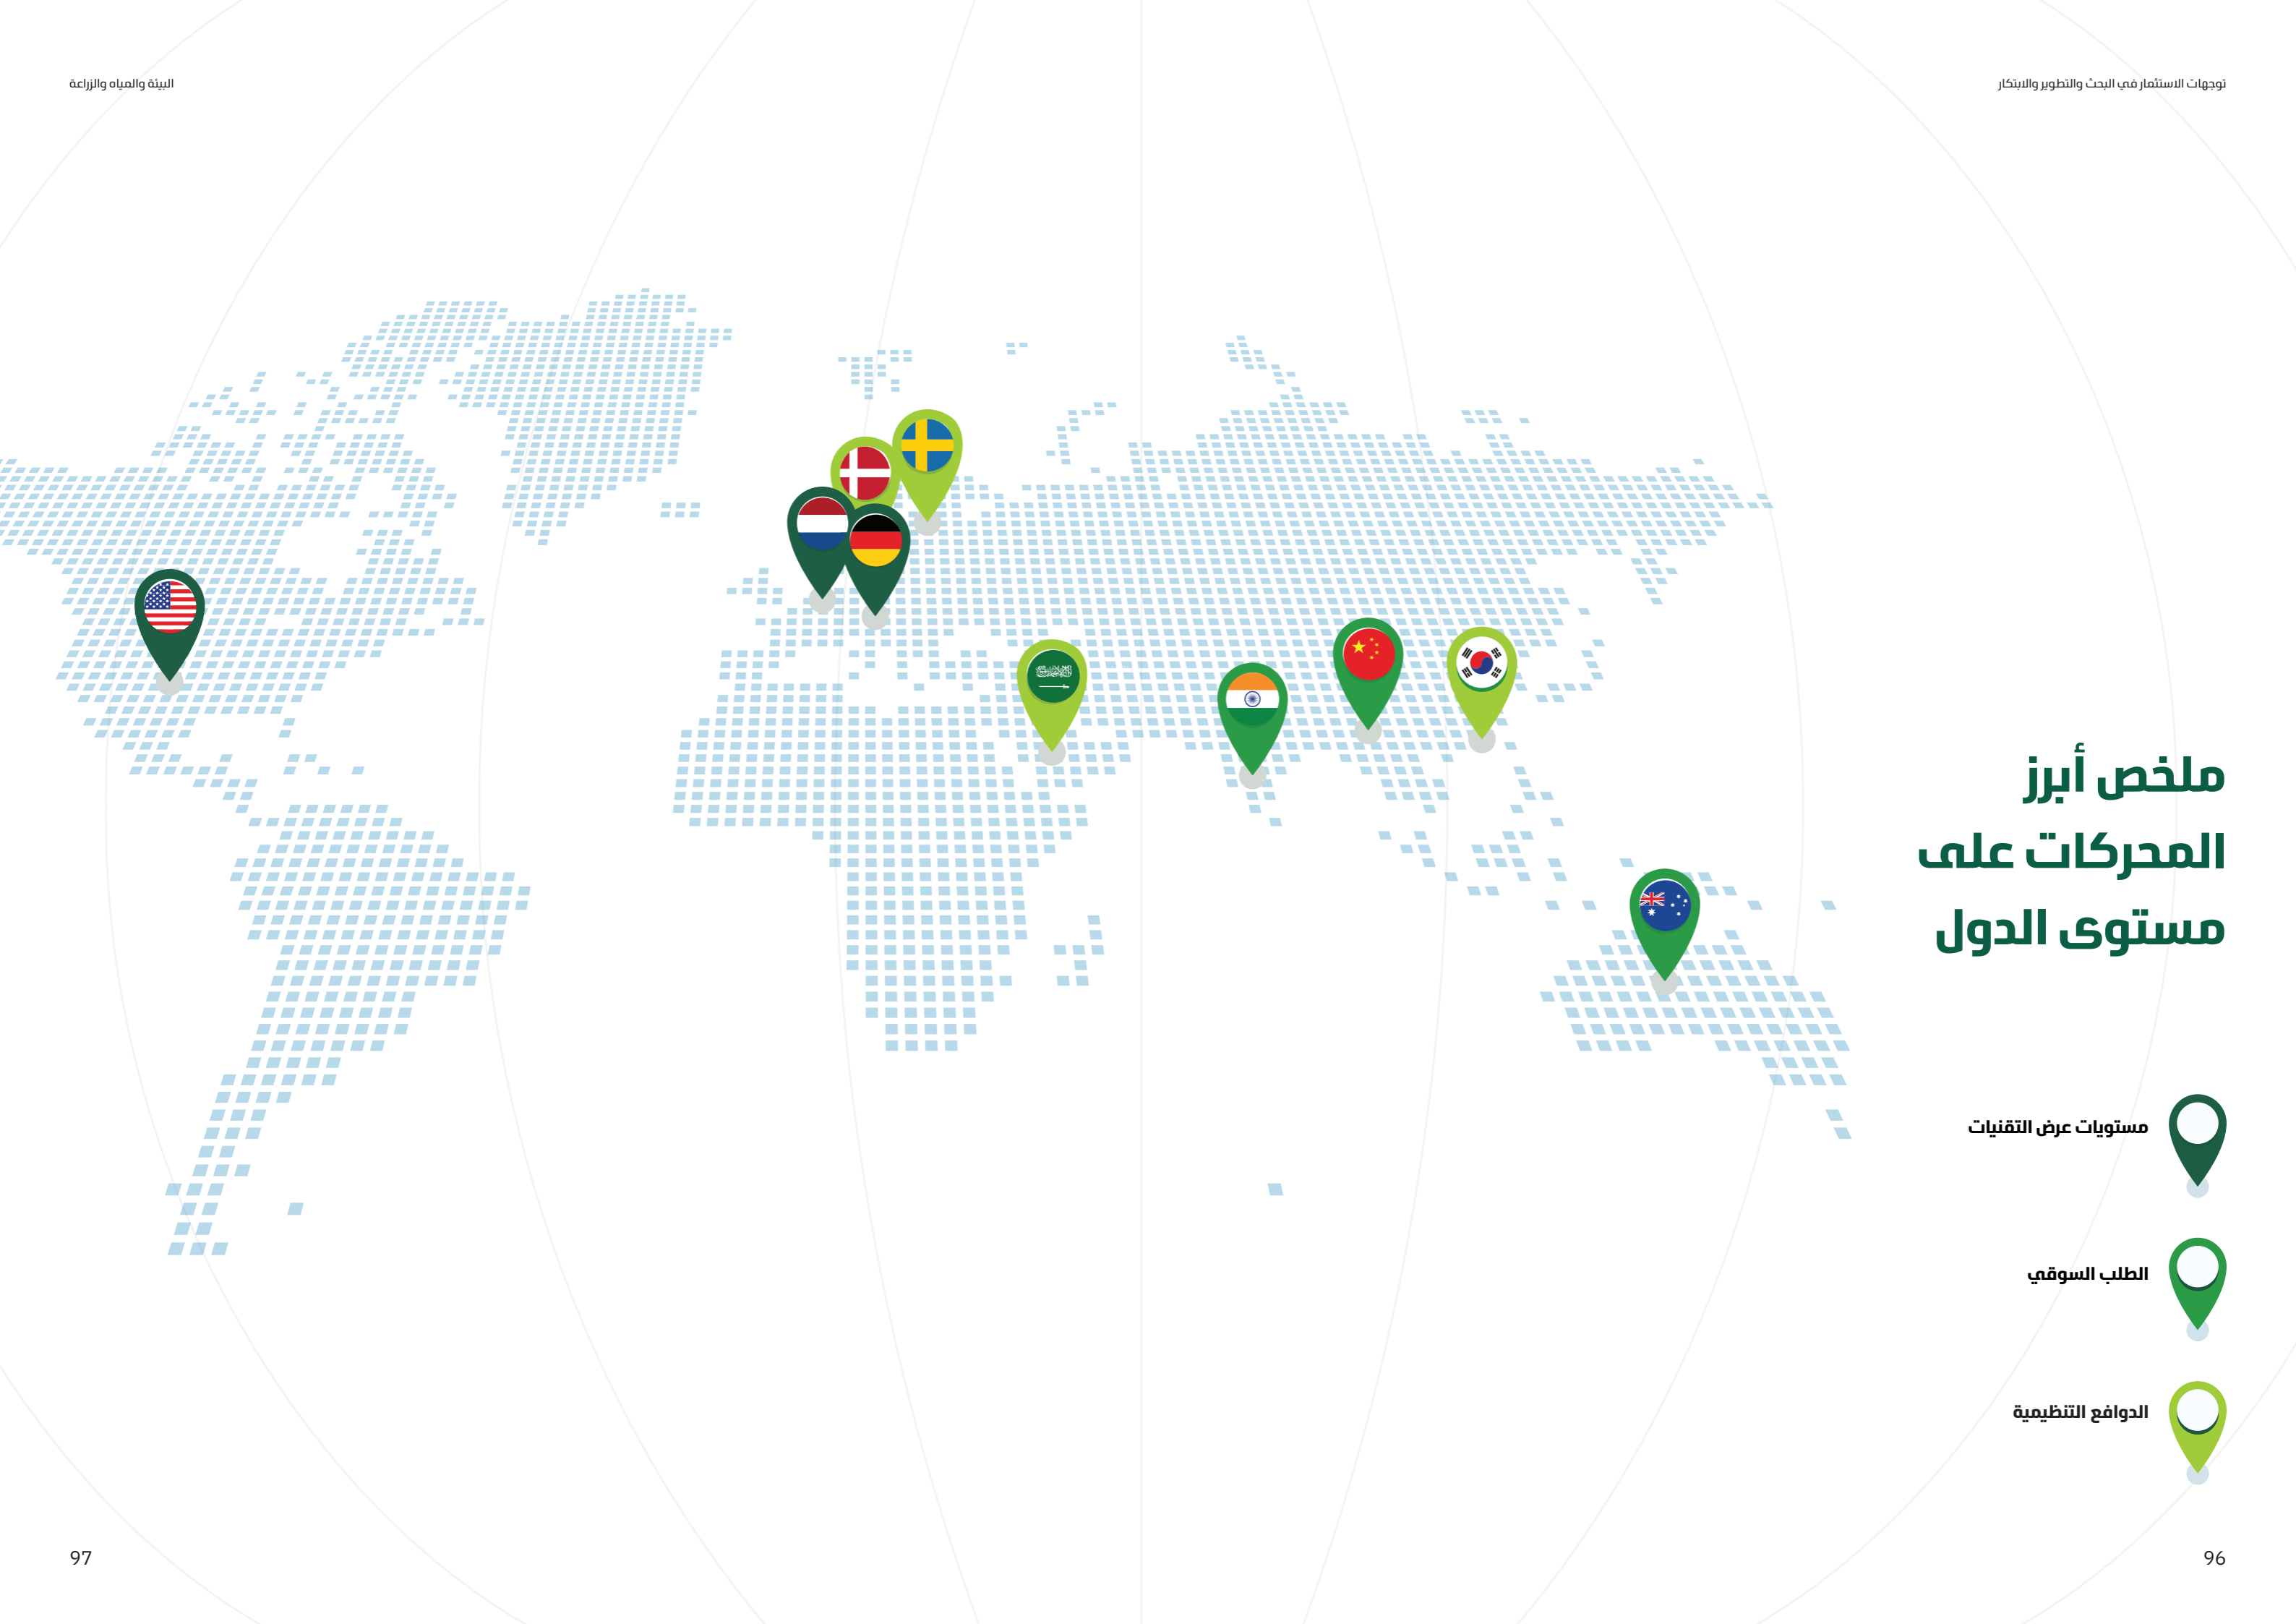 توجهات الاستثمار في البحث والتطوير والابتكار
البيئة والمياه والزراعة
ملخص أبرز
المحركات على
مستوى الدول
مستويات عرض التقنيات
الطلب السوقي
الدوافع التنظيمية
96
97